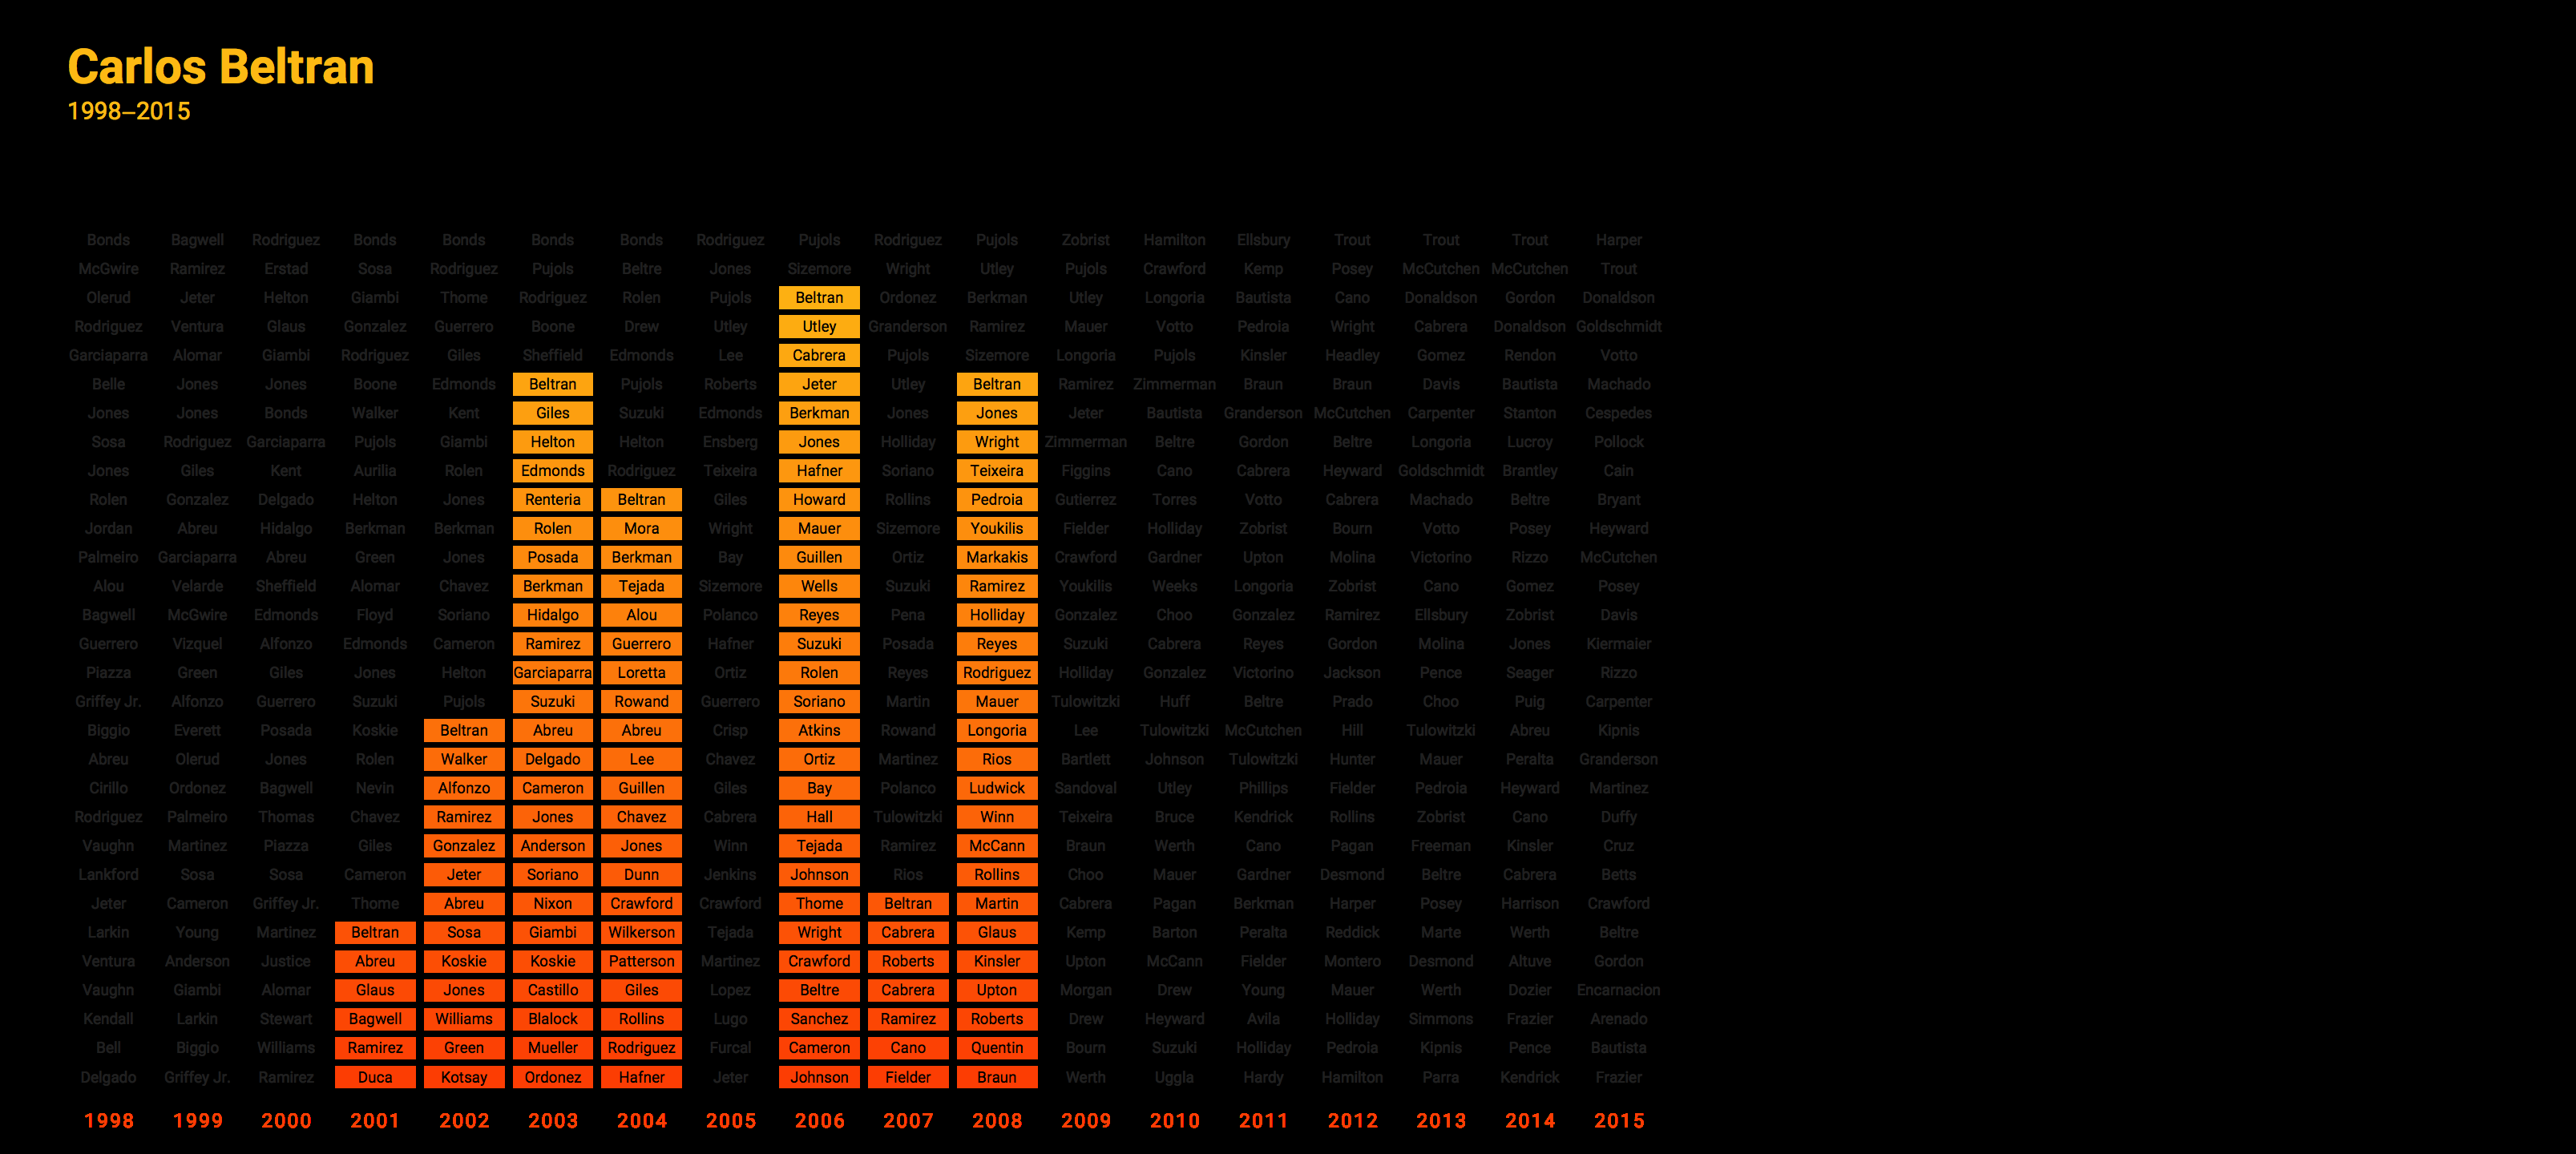 Carlos Beltran
1998–2015
Bonds Bagwell Rodriguez Bonds Bonds Bonds Bonds Rodriguez Pujols Rodriguez Pujols Zobrist Hamilton Ellsbury Trout Trout Trout Harper
McGwire Ramirez Erstad Sosa Rodriguez Pujols Beltre Jones Sizemore Wright Utley Pujols Crawford Kemp Posey McCutchen McCutchen Trout
Olerud Jeter Helton Giambi Thome Rodriguez Rolen Pujols Beltran Ordonez Berkman Utley Longoria Bautista Cano Donaldson Gordon Donaldson
Rodriguez Ventura Glaus Gonzalez Guerrero Boone Drew Utley Utley Granderson Ramirez Mauer Votto Pedroia Wright Cabrera Donaldson Goldschmidt
Garciaparra Alomar Giambi Rodriguez Giles Sheffield Edmonds Lee Cabrera Pujols Sizemore Longoria Pujols Kinsler Headley Gomez Rendon Votto
Belle Jones Jones Boone Edmonds Beltran Pujols Roberts Jeter Utley Beltran Ramirez Zimmerman Braun Braun Davis Bautista Machado
Jones Jones Bonds Walker Kent Giles Suzuki Edmonds Berkman Jones Jones Jeter Bautista Granderson McCutchen Carpenter Stanton Cespedes
Sosa Rodriguez Garciaparra Pujols Giambi Helton Helton Ensberg Jones Holliday Wright Zimmerman Beltre Gordon Beltre Longoria Lucroy Pollock
Jones Giles Kent Aurilia Rolen Edmonds Rodriguez Teixeira Hafner Soriano Teixeira Figgins Cano Cabrera Heyward Goldschmidt Brantley Cain
Rolen Gonzalez Delgado Helton Jones Renteria Beltran Giles Howard Rollins Pedroia Gutierrez Torres Votto Cabrera Machado Beltre Bryant
Jordan Abreu Hidalgo Berkman Berkman Rolen Mora Wright Mauer Sizemore Youkilis Fielder Holliday Zobrist Bourn Votto Posey Heyward
Palmeiro Garciaparra Abreu Green Jones Posada Berkman Bay Guillen Ortiz Markakis Crawford Gardner Upton Molina Victorino Rizzo McCutchen
Alou Velarde Sheffield Alomar Chavez Berkman Tejada Sizemore Wells Suzuki Ramirez Youkilis Weeks Longoria Zobrist Cano Gomez Posey
Bagwell McGwire Edmonds Floyd Soriano Hidalgo Alou Polanco Reyes Pena Holliday Gonzalez Choo Gonzalez Ramirez Ellsbury Zobrist Davis
Guerrero Vizquel Alfonzo Edmonds Cameron Ramirez Guerrero Hafner Suzuki Posada Reyes Suzuki Cabrera Reyes Gordon Molina Jones Kiermaier
Piazza Green Giles Jones Helton Garciaparra Loretta Ortiz Rolen Reyes Rodriguez Holliday Gonzalez Victorino Jackson Pence Seager Rizzo
Griffey Jr. Alfonzo Guerrero Suzuki Pujols Suzuki Rowand Guerrero Soriano Martin Mauer Tulowitzki Huff Beltre Prado Choo Puig Carpenter
Biggio Everett Posada Koskie Beltran Abreu Abreu Crisp Atkins Rowand Longoria Lee Tulowitzki McCutchen Hill Tulowitzki Abreu Kipnis
Abreu Olerud Jones Rolen Walker Delgado Lee Chavez Ortiz Martinez Rios Bartlett Johnson Tulowitzki Hunter Mauer Peralta Granderson
Cirillo Ordonez Bagwell Nevin Alfonzo Cameron Guillen Giles Bay Polanco Ludwick Sandoval Utley Phillips Fielder Pedroia Heyward Martinez
Rodriguez Palmeiro Thomas Chavez Ramirez Jones Chavez Cabrera Hall Tulowitzki Winn Teixeira Bruce Kendrick Rollins Zobrist Cano Duffy
Vaughn Martinez Piazza Giles Gonzalez Anderson Jones Winn Tejada Ramirez McCann Braun Werth Cano Pagan Freeman Kinsler Cruz
Lankford Sosa Sosa Cameron Jeter Soriano Dunn Jenkins Johnson Rios Rollins Choo Mauer Gardner Desmond Beltre Cabrera Betts
Jeter Cameron Griffey Jr. Thome Abreu Nixon Crawford Crawford Thome Beltran Martin Cabrera Pagan Berkman Harper Posey Harrison Crawford
Larkin Young Martinez Beltran Sosa Giambi Wilkerson Tejada Wright Cabrera Glaus Kemp Barton Peralta Reddick Marte Werth Beltre
Ventura Anderson Justice Abreu Koskie Koskie Patterson Martinez Crawford Roberts Kinsler Upton McCann Fielder Montero Desmond Altuve Gordon
Vaughn Giambi Alomar Glaus Jones Castillo Giles Lopez Beltre Cabrera Upton Morgan Drew Young Mauer Werth Dozier Encarnacion
Kendall Larkin Stewart Bagwell Williams Blalock Rollins Lugo Sanchez Ramirez Roberts Drew Heyward Avila Holliday Simmons Frazier Arenado
Bell Biggio Williams Ramirez Green Mueller Rodriguez Furcal Cameron Cano Quentin Bourn Suzuki Holliday Pedroia Kipnis Pence Bautista
Delgado Griffey Jr. Ramirez Duca Kotsay Ordonez Hafner Jeter Johnson Fielder Braun Werth Uggla Hardy Hamilton Parra Kendrick Frazier
1998 1999 2000 2001 2002 2003 2004 2005 2006 2007 2008 2009 2010 2011 2012 2013 2014 2015